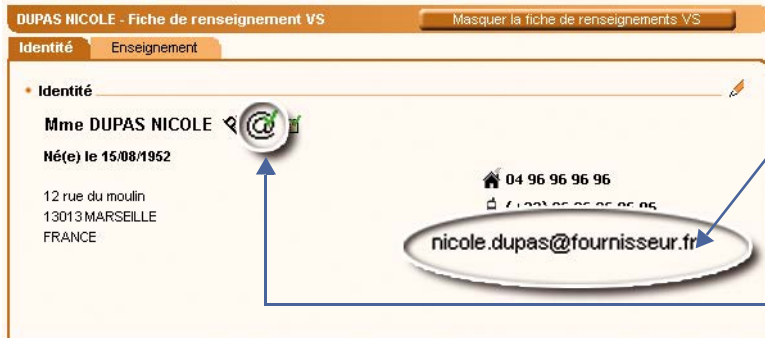 DUPAS NICOLE - Fiche de renseignement VS
Masquer la fiche de renseignements VS
Identité
Enseignement
Identité
Mme DUPAS NICOLE @
Né(e) le 15/08/1952
12 rue du moulin
13013 MARSEILLE
FRANCE
04 96 96 96 96
nicole.dupas@fournisseur.fr